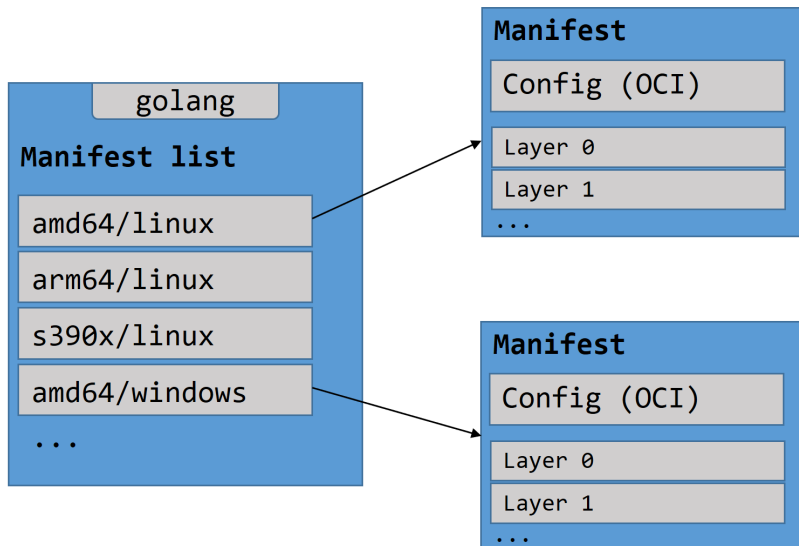 golang
Manifest list
amd64/linux
arm64/linux
s390x/linux
amd64/windows
...
Manifest
Config (OCI)
Layer 0
Layer 1
...
Manifest
Config (OCI)
Layer 0
Layer 1
...